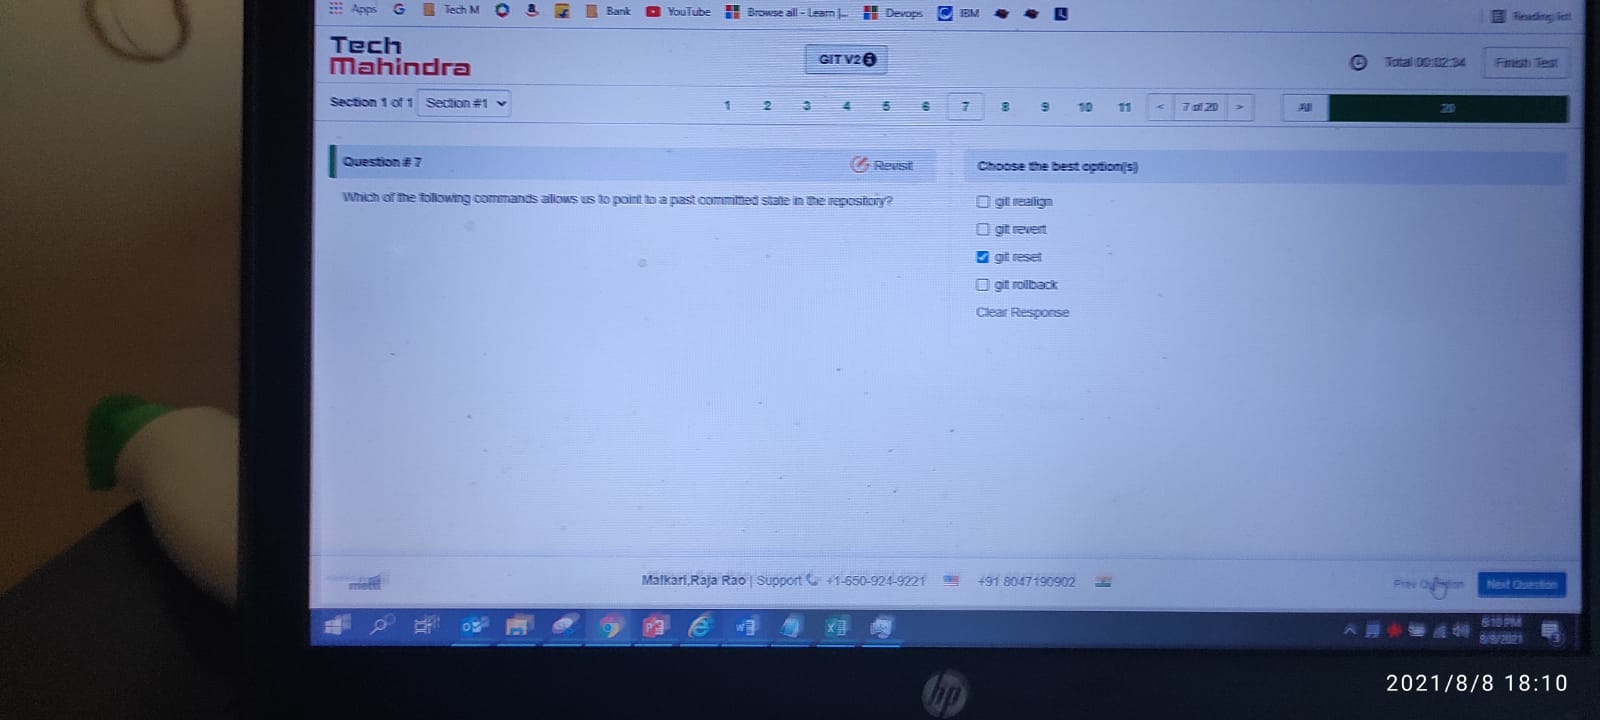 Apps G Tech M Bank YouTube Browse all - Learn |... Devops IBM Reading list
Tech
Mahindra
GIT V2
Total 00:02:34 Finish Test
Section 1 of 1 Section #1
1 2 3 4 5 6 7 8 9 10 11 < 7 of 20 > All 20
Question # 7 Revisit
Which of the following commands allows us to point to a past committed state in the repository?
Choose the best option(s)
git realign
git revert
git reset
git rollback
Clear Response
mettl
Malkari,Raja Rao | Support +1-650-924-9221 +91 8047190902
Prev Next Question
6:10 PM
8/8/2021
3
hp
2021/8/8 18:10